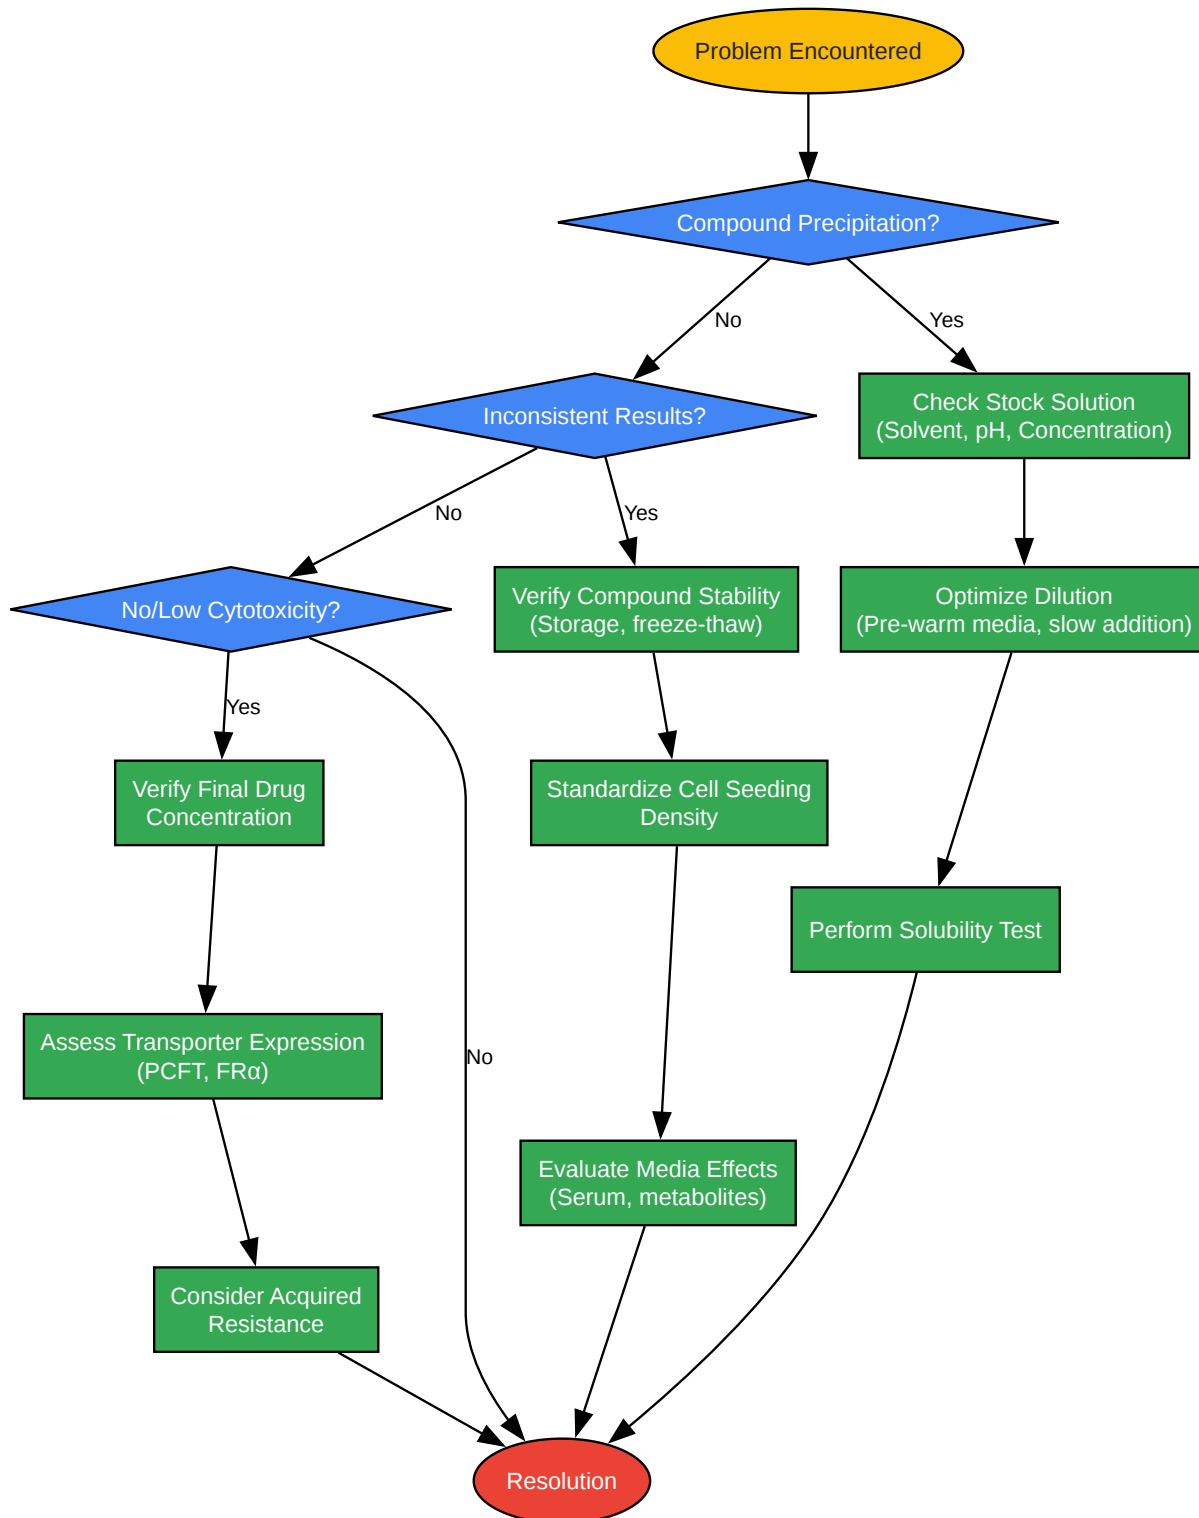 Problem Encountered
Compound Precipitation?
No
Yes
Inconsistent Results?
Check Stock Solution
(Solvent, pH, Concentration)
No
Yes
No/Low Cytotoxicity?
Verify Compound Stability
(Storage, freeze-thaw)
Optimize Dilution
(Pre-warm media, slow addition)
Yes
Verify Final Drug
Concentration
Standardize Cell Seeding
Density
Perform Solubility Test
Assess Transporter Expression
(PCFT, FRα)
No
Evaluate Media Effects
(Serum, metabolites)
Consider Acquired
Resistance
Resolution